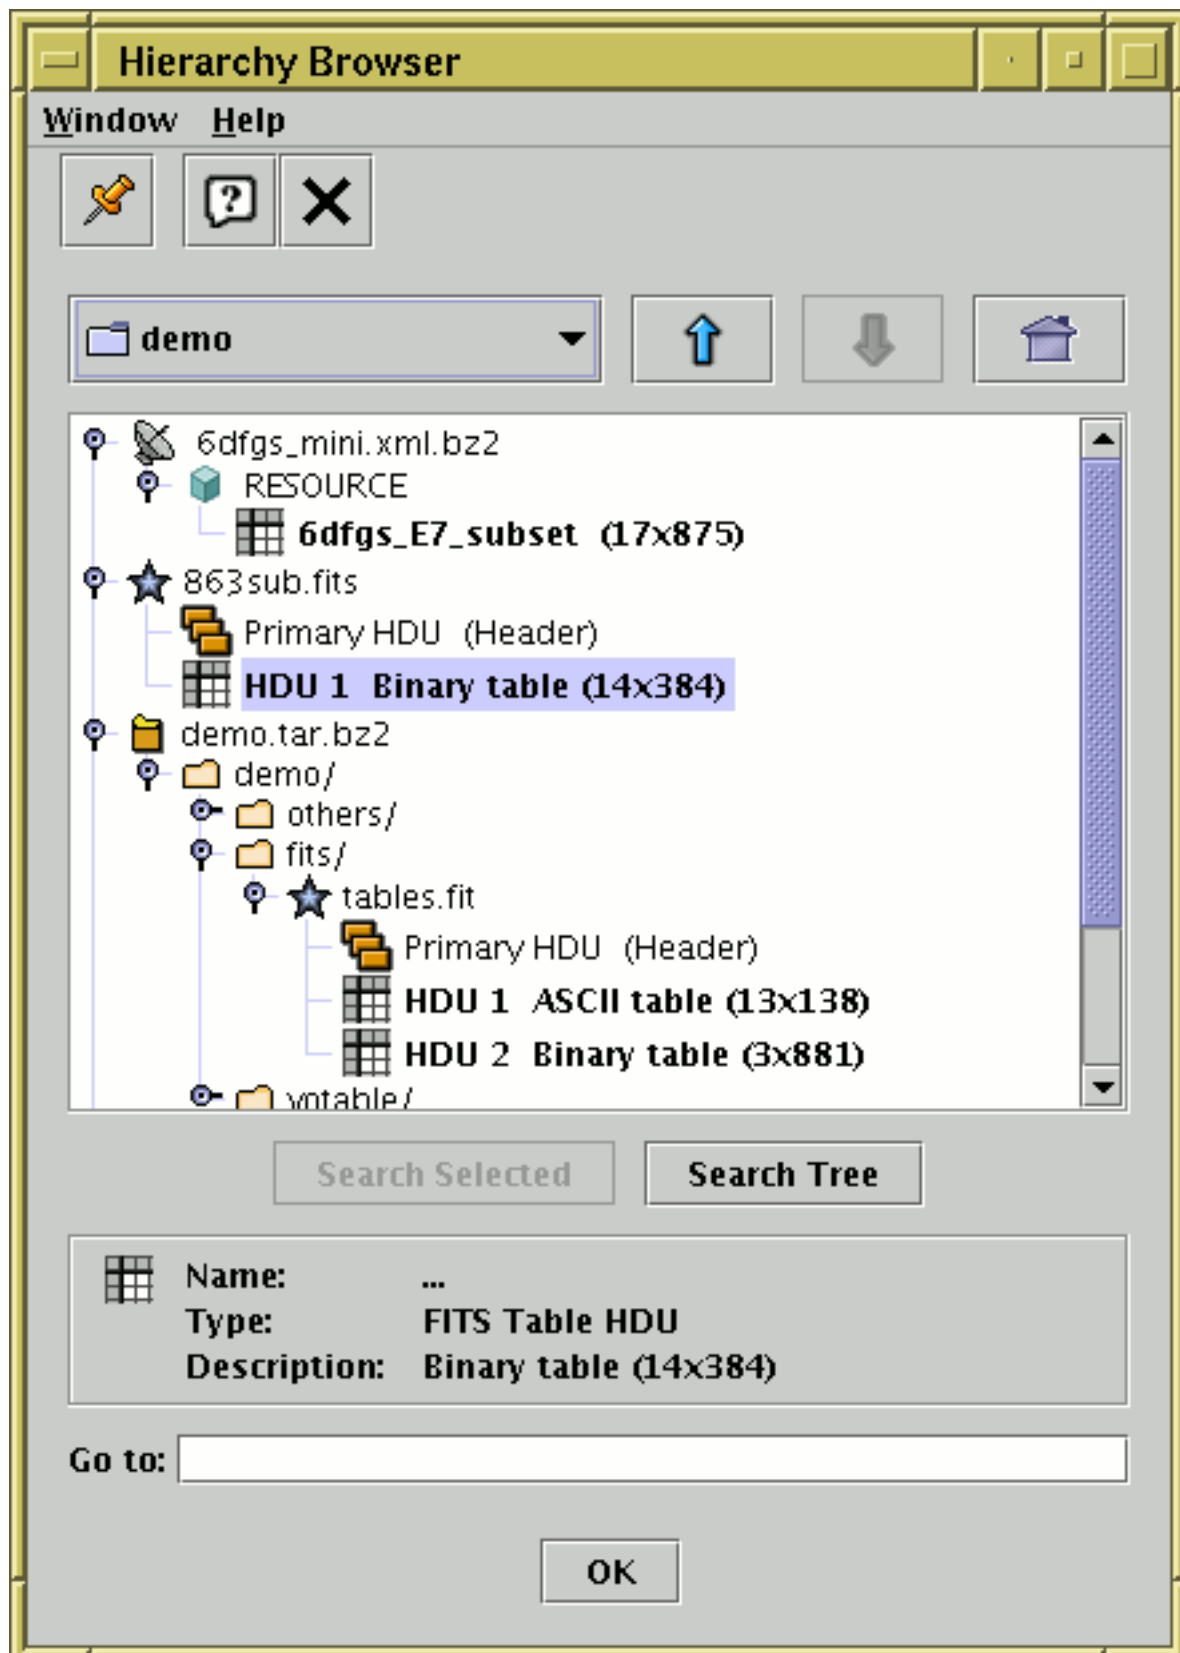 Hierarchy Browser
Window Help
?
demo
6dfgs_mini.xml.bz2
RESOURCE
6dfgs_E7_subset (17x875)
863sub.fits
Primary HDU (Header)
HDU 1 Binary table (14x384)
demo.tar.bz2
demo/
others/
fits/
tables.fit
Primary HDU (Header)
HDU 1 ASCII table (13x138)
HDU 2 Binary table (3x881)
votable/
Search Selected Search Tree
Name: ...
Type: FITS Table HDU
Description: Binary table (14x384)
Go to:
OK